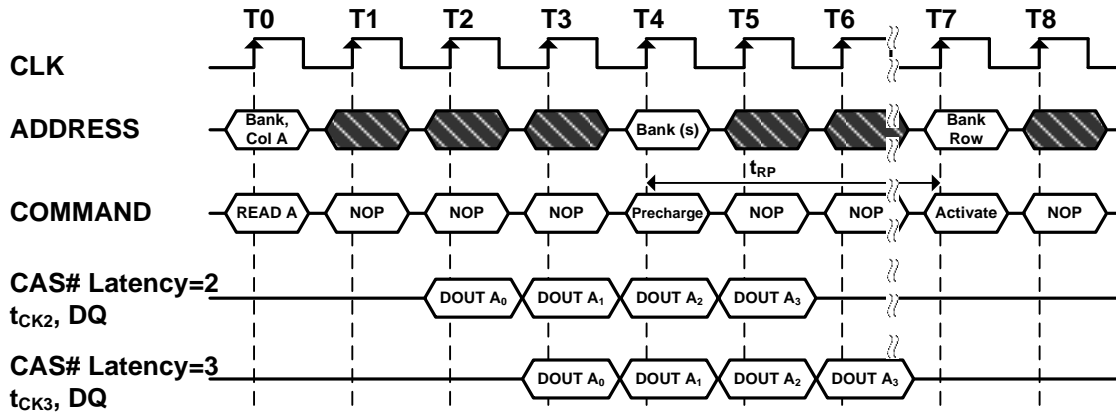 T0 T1 T2 T3 T4 T5 T6 T7 T8
CLK
ADDRESS
Bank,
Col A
Bank (s)
Bank
Row
tRP
COMMAND
READ A NOP NOP NOP Precharge NOP NOP Activate NOP
CAS# Latency=2
tCK2, DQ
DOUT A0 DOUT A1 DOUT A2 DOUT A3
CAS# Latency=3
tCK3, DQ
DOUT A0 DOUT A1 DOUT A2 DOUT A3